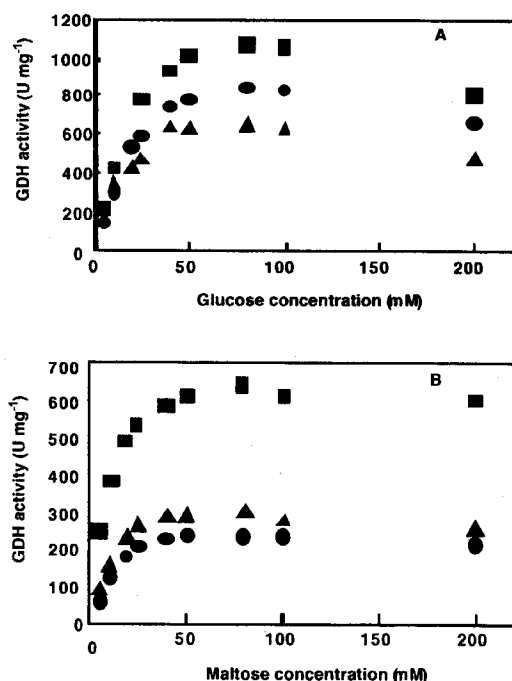 A
1200
1000
800
600
400
200
0
GDH activity (U mg-1)
0 50 100 150 200
Glucose concentration (mM)
B
700
600
500
400
300
200
100
0
GDH activity (U mg-1)
0 50 100 150 200
Maltose concentration (mM)